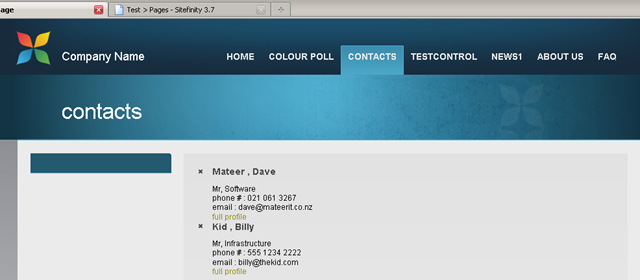 age
Test > Pages - Sitefinity 3.7
Company Name
HOME COLOUR POLL CONTACTS TESTCONTROL NEWS1 ABOUT US FAQ
contacts
Mateer , Dave
Mr, Software
phone # : 021 061 3267
email : dave@mateerit.co.nz
full profile
Kid , Billy
Mr, Infrastructure
phone # : 555 1234 2222
email : billy@thekid.com
full profile